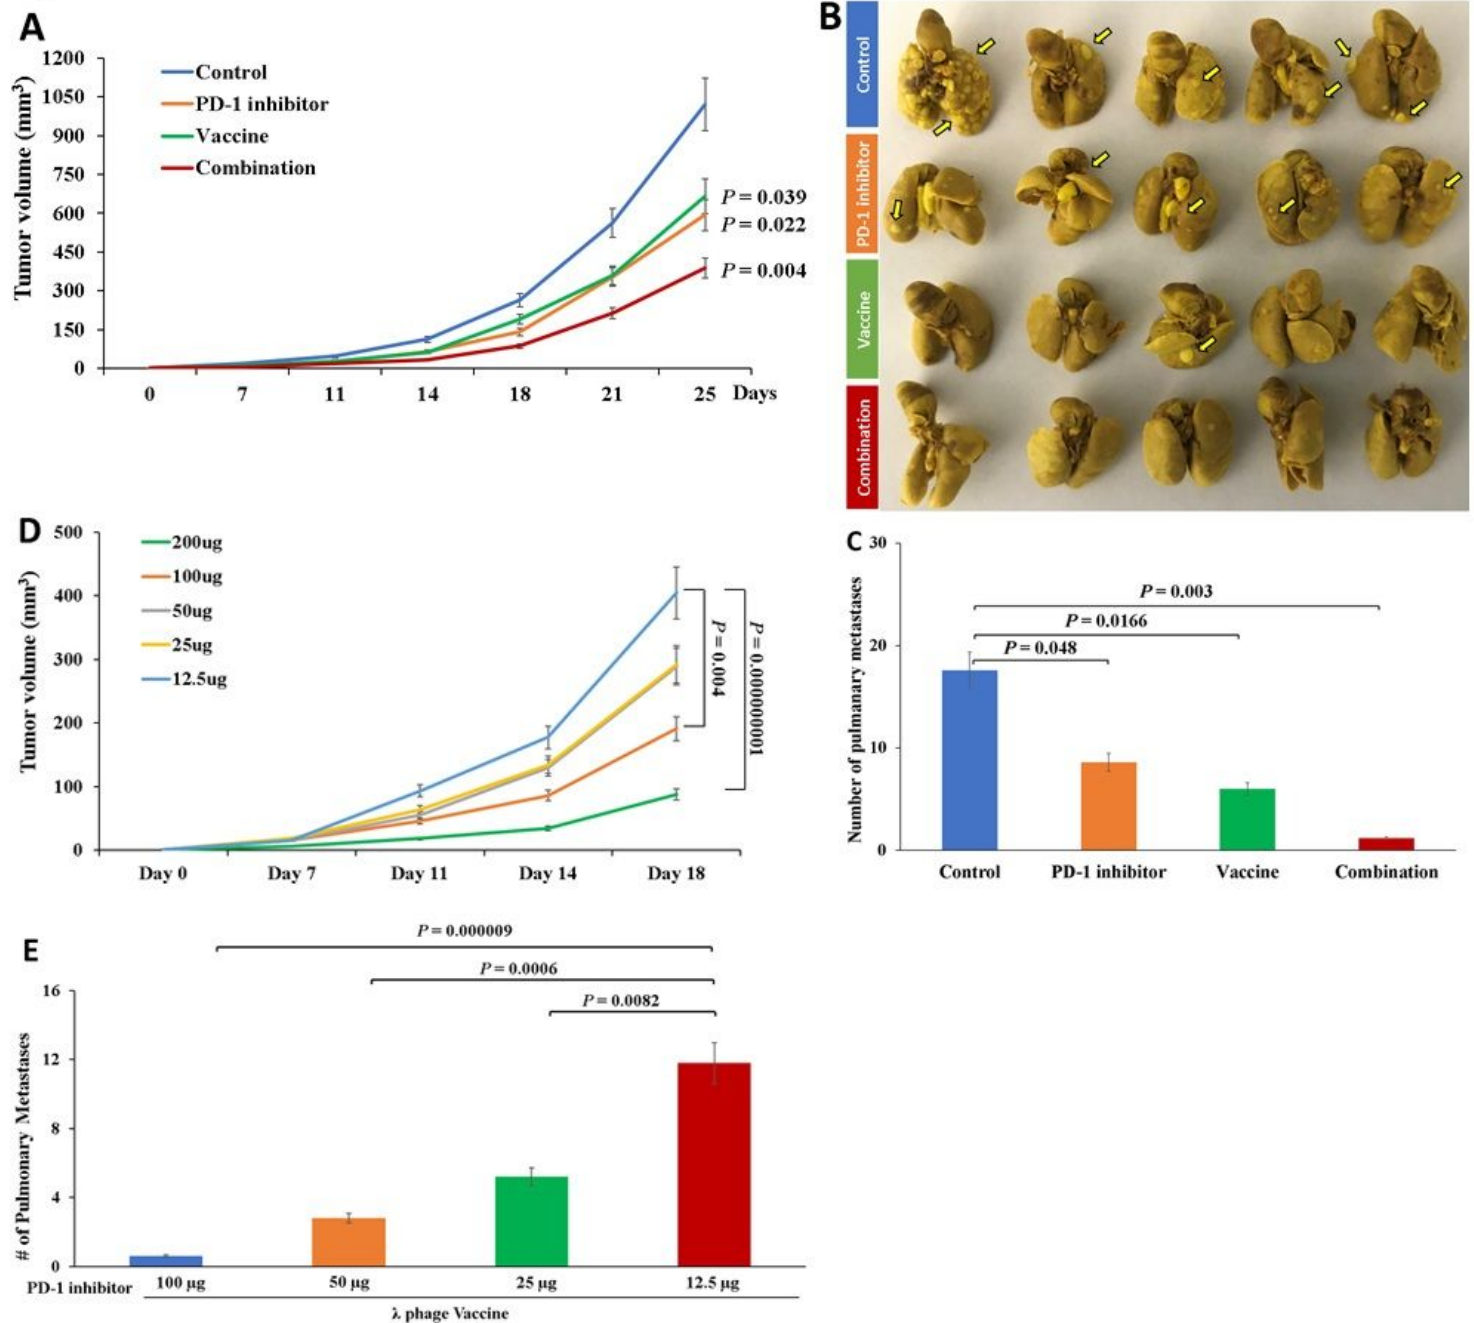 A
Tumor volume (mm³)
1200
1050
900
750
600
450
300
150
0
Control
PD-1 inhibitor
Vaccine
Combination
P = 0.039
P = 0.022
P = 0.004
0 7 11 14 18 21 25 Days
B
Control
PD-1 inhibitor
Vaccine
Combination
D
Tumor volume (mm³)
500
400
300
200
100
0
200ug
100ug
50ug
25ug
12.5ug
P = 0.004
P = 0.0000000001
Day 0 Day 7 Day 11 Day 14 Day 18
C
Number of pulmanary metastases
30
20
10
0
P = 0.003
P = 0.0166
P = 0.048
Control PD-1 inhibitor Vaccine Combination
E
# of Pulmonary Metastases
16
12
8
4
0
P = 0.000009
P = 0.0006
P = 0.0082
PD-1 inhibitor 100 µg 50 µg 25 µg 12.5 µg
λ phage Vaccine